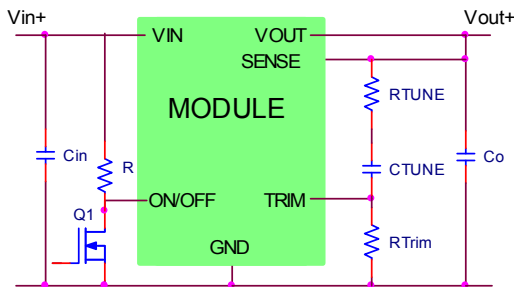 Vin+ Vout+
VIN VOUT
SENSE
RTUNE
MODULE
Cin R CTUNE Co
ON/OFF TRIM
Q1
RTrim
GND